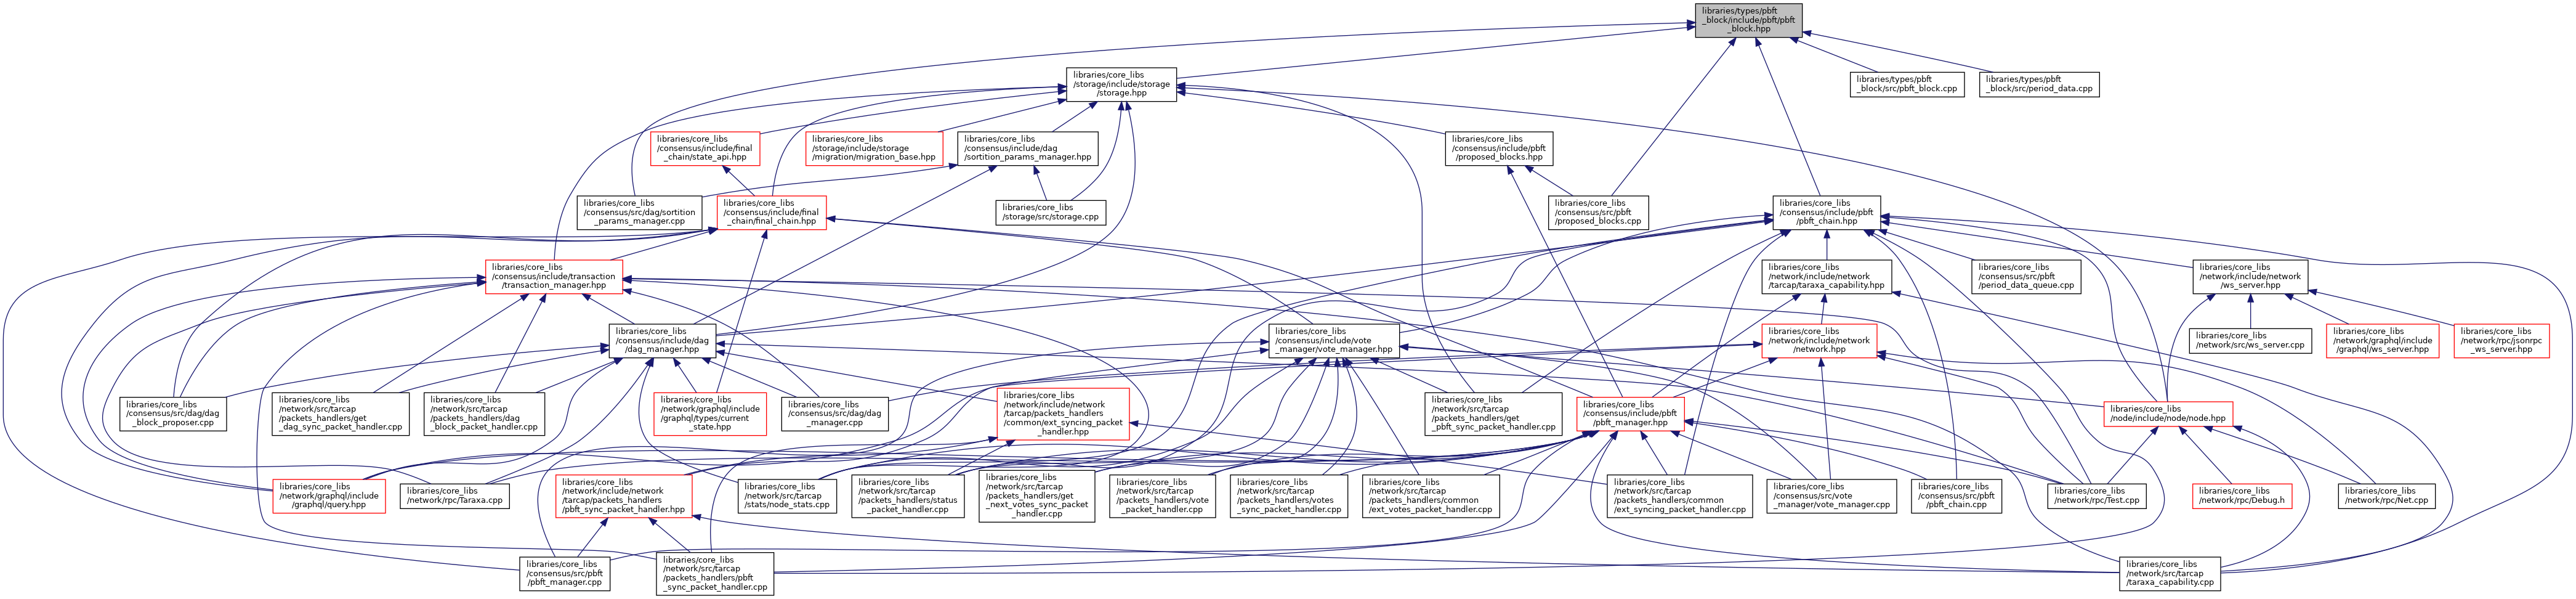 libraries/types/pbft
_block/include/pbft/pbft
_block.hpp
libraries/core_libs
/storage/include/storage
/storage.hpp
libraries/types/pbft
_block/src/pbft_block.cpp
libraries/types/pbft
_block/src/period_data.cpp
libraries/core_libs
/consensus/include/final
_chain/state_api.hpp
libraries/core_libs
/storage/include/storage
/migration/migration_base.hpp
libraries/core_libs
/consensus/include/dag
/sortition_params_manager.hpp
libraries/core_libs
/consensus/include/pbft
/proposed_blocks.hpp
libraries/core_libs
/consensus/src/dag/sortition
_params_manager.cpp
libraries/core_libs
/consensus/include/final
_chain/final_chain.hpp
libraries/core_libs
/storage/src/storage.cpp
libraries/core_libs
/consensus/src/pbft
/proposed_blocks.cpp
libraries/core_libs
/consensus/include/pbft
/pbft_chain.hpp
libraries/core_libs
/consensus/include/transaction
/transaction_manager.hpp
libraries/core_libs
/network/include/network
/tarcap/taraxa_capability.hpp
libraries/core_libs
/consensus/src/pbft
/period_data_queue.cpp
libraries/core_libs
/network/include/network
/ws_server.hpp
libraries/core_libs
/consensus/include/dag
/dag_manager.hpp
libraries/core_libs
/consensus/include/vote
_manager/vote_manager.hpp
libraries/core_libs
/network/include/network
/network.hpp
libraries/core_libs
/network/src/ws_server.cpp
libraries/core_libs
/network/graphql/include
/graphql/ws_server.hpp
libraries/core_libs
/network/rpc/jsonrpc
_ws_server.hpp
libraries/core_libs
/consensus/src/dag/dag
_block_proposer.cpp
libraries/core_libs
/network/src/tarcap
/packets_handlers/get
_dag_sync_packet_handler.cpp
libraries/core_libs
/network/src/tarcap
/packets_handlers/dag
_block_packet_handler.cpp
libraries/core_libs
/network/graphql/include
/graphql/types/current
_state.hpp
libraries/core_libs
/consensus/src/dag/dag
_manager.cpp
libraries/core_libs
/network/include/network
/tarcap/packets_handlers
/common/ext_syncing_packet
_handler.hpp
libraries/core_libs
/network/src/tarcap
/packets_handlers/get
_pbft_sync_packet_handler.cpp
libraries/core_libs
/consensus/include/pbft
/pbft_manager.hpp
libraries/core_libs
/node/include/node/node.hpp
libraries/core_libs
/network/graphql/include
/graphql/query.hpp
libraries/core_libs
/network/rpc/Taraxa.cpp
libraries/core_libs
/network/include/network
/tarcap/packets_handlers
/pbft_sync_packet_handler.hpp
libraries/core_libs
/network/src/tarcap
/stats/node_stats.cpp
libraries/core_libs
/network/src/tarcap
/packets_handlers/status
_packet_handler.cpp
libraries/core_libs
/network/src/tarcap
/packets_handlers/get
_next_votes_sync_packet
_handler.cpp
libraries/core_libs
/network/src/tarcap
/packets_handlers/vote
_packet_handler.cpp
libraries/core_libs
/network/src/tarcap
/packets_handlers/votes
_sync_packet_handler.cpp
libraries/core_libs
/network/src/tarcap
/packets_handlers/common
/ext_votes_packet_handler.cpp
libraries/core_libs
/network/src/tarcap
/packets_handlers/common
/ext_syncing_packet_handler.cpp
libraries/core_libs
/consensus/src/vote
_manager/vote_manager.cpp
libraries/core_libs
/consensus/src/pbft
/pbft_chain.cpp
libraries/core_libs
/network/rpc/Test.cpp
libraries/core_libs
/network/rpc/Debug.h
libraries/core_libs
/network/rpc/Net.cpp
libraries/core_libs
/consensus/src/pbft
/pbft_manager.cpp
libraries/core_libs
/network/src/tarcap
/packets_handlers/pbft
_sync_packet_handler.cpp
libraries/core_libs
/network/src/tarcap
/taraxa_capability.cpp